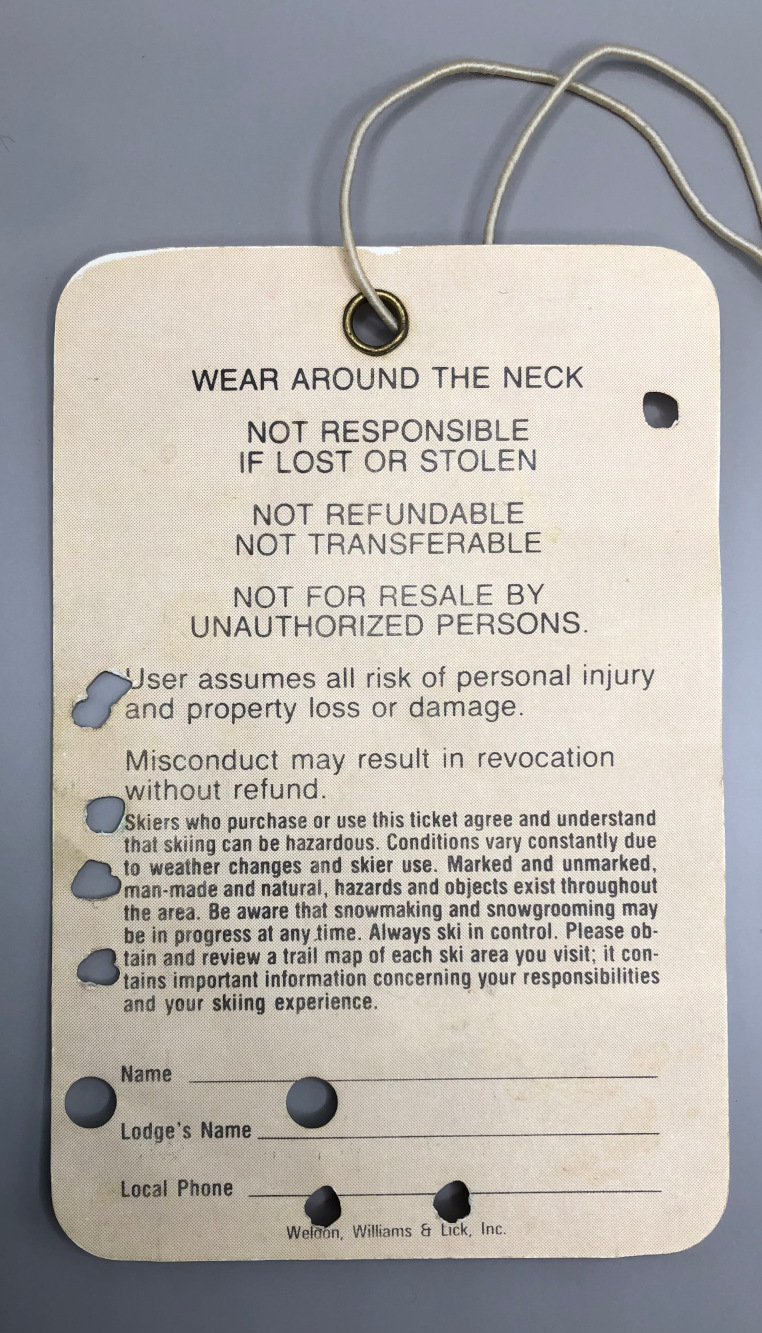 WEAR AROUND THE NECK
NOT RESPONSIBLE
IF LOST OR STOLEN
NOT REFUNDABLE
NOT TRANSFERABLE
NOT FOR RESALE BY
UNAUTHORIZED PERSONS.
User assumes all risk of personal injury
and property loss or damage.
Misconduct may result in revocation
without refund.
Skiers who purchase or use this ticket agree and understand
that skiing can be hazardous. Conditions vary constantly due
to weather changes and skier use. Marked and unmarked,
man-made and natural, hazards and objects exist throughout
the area. Be aware that snowmaking and snowgrooming may
be in progress at any time. Always ski in control. Please ob-
tain and review a trail map of each ski area you visit; it con-
tains important information concerning your responsibilities
and your skiing experience.
Name
Lodge's Name
Local Phone
Weldon, Williams & Lick, Inc.